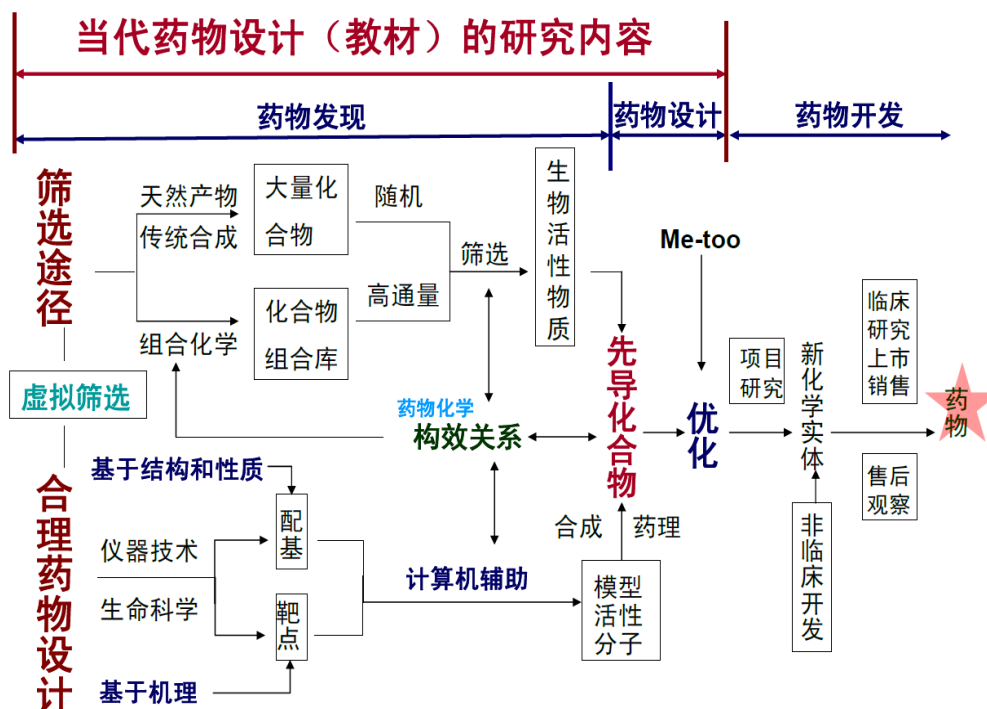 当代药物设计（教材）的研究内容
药物发现
药物设计
药物开发
筛选途径
天然产物
传统合成
组合化学
大量化
合物
化合物
组合库
随机
高通量
筛选
生物活性物质
Me-too
虚拟筛选
药物化学
构效关系
先导化合物
优化
项目
研究
新化学实体
临床
研究
上市
销售
药物
售后
观察
非临床开发
合理药物设计
基于结构和性质
仪器技术
生命科学
基于机理
配基
靶点
计算机辅助
合成
药理
模型
活性
分子